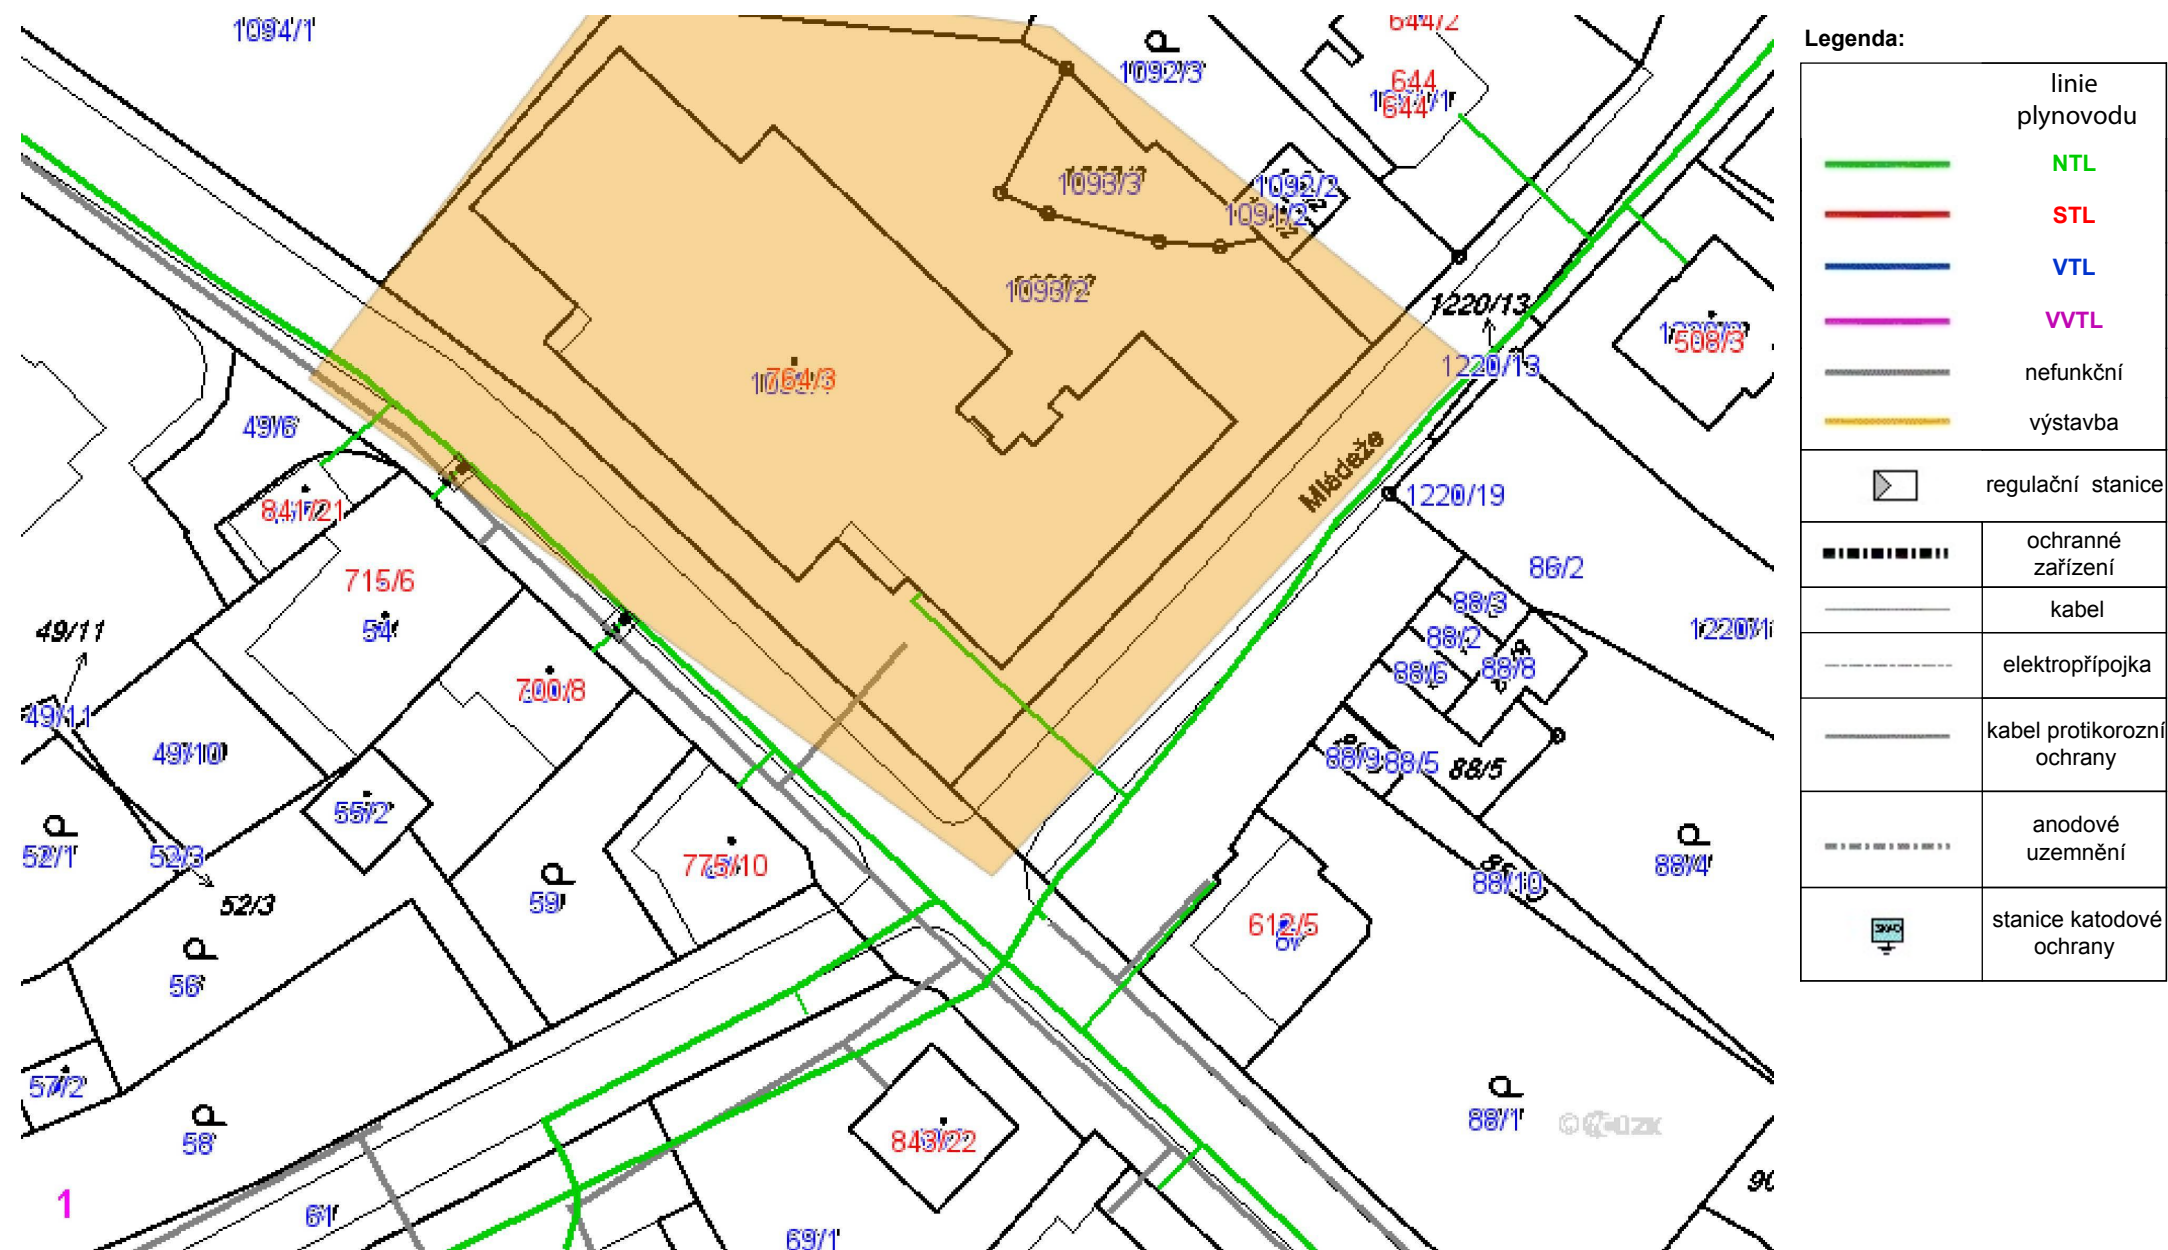 1094/1
1092/3
644/2
644
644
1093/3
1092/2
1091/2
1093/2
1220/13
1220/13
508/3
764/3
49/6
Mládeže
1220/19
841/21
715/6
54
86/2
88/3
88/2
88/6
88/8
1220/1
49/11
49/11
700/8
49/10
55/2
88/9
88/5
88/5
52/1
52/3
52/3
59
775/10
88/4
88/10
56
612/5
57/2
58
843/22
88/1
1
61
69/1
Legenda:
linie
plynovodu
NTL
STL
VTL
VVTL
nefunkční
výstavba
regulační stanice
ochranné
zařízení
kabel
elektropřípojka
kabel protikorozní
ochrany
anodové
uzemnění
stanice katodové
ochrany